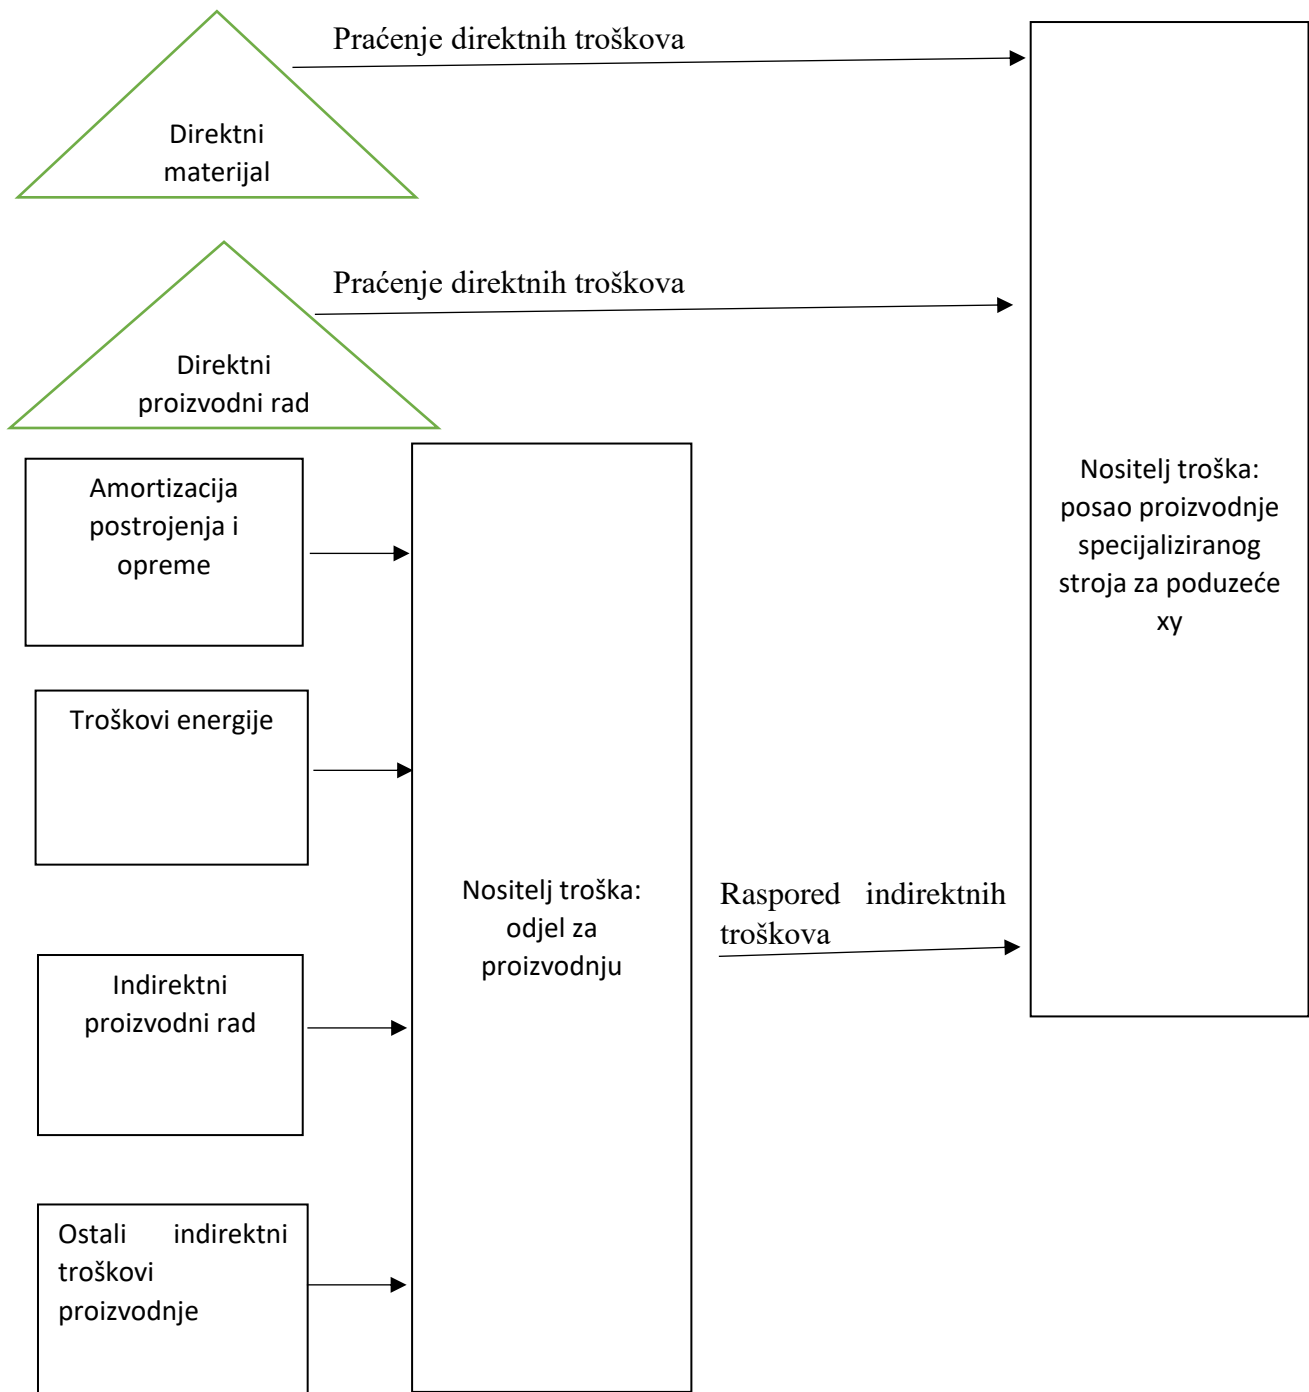 Praćenje direktnih troškova
Direktni
materijal
Praćenje direktnih troškova
Direktni
proizvodni rad
Amortizacija
postrojenja i
opreme
Troškovi energije
Indirektni
proizvodni rad
Ostali indirektni
troškovi
proizvodnje
Nositelj troška:
odjel za
proizvodnju
Raspored indirektnih
troškova
Nositelj troška:
posao proizvodnje
specijaliziranog
stroja za poduzeće
xy